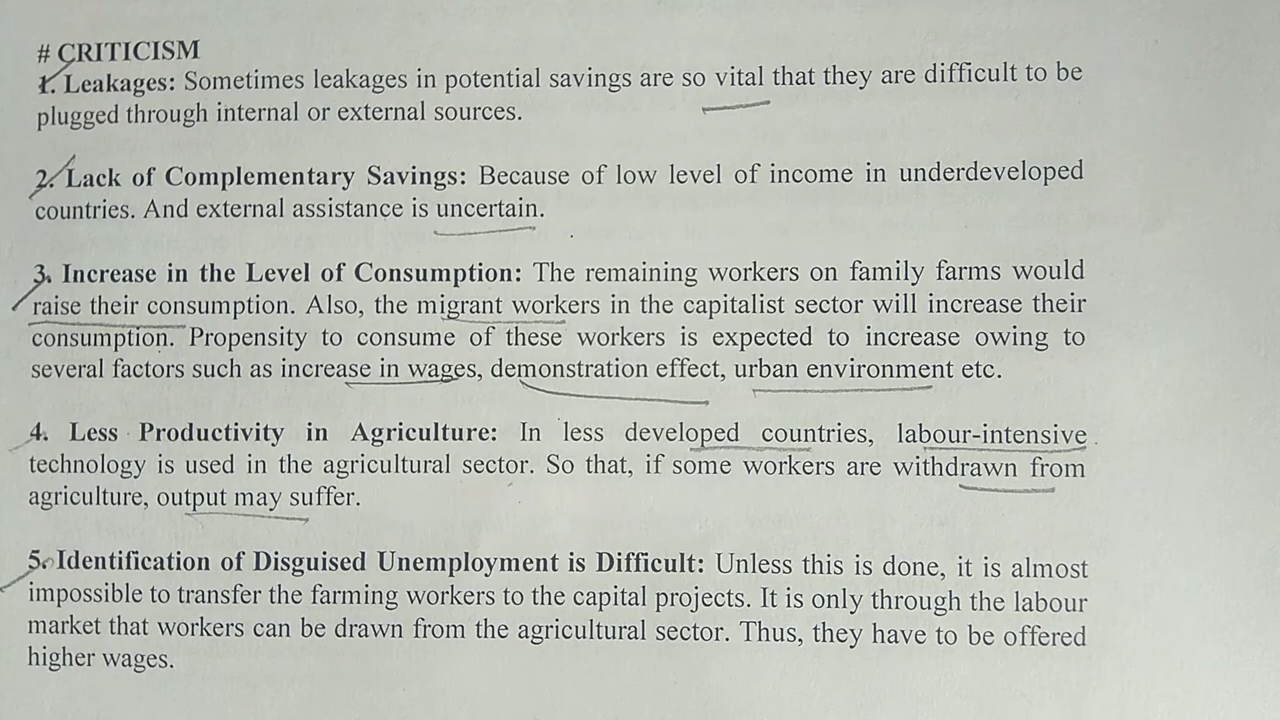 # CRITICISM
1. Leakages: Sometimes leakages in potential savings are so vital that they are difficult to be
plugged through internal or external sources.
2. Lack of Complementary Savings: Because of low level of income in underdeveloped
countries. And external assistance is uncertain.
3. Increase in the Level of Consumption: The remaining workers on family farms would
raise their consumption. Also, the migrant workers in the capitalist sector will increase their
consumption. Propensity to consume of these workers is expected to increase owing to
several factors such as increase in wages, demonstration effect, urban environment etc.
4. Less Productivity in Agriculture: In less developed countries, labour-intensive
technology is used in the agricultural sector. So that, if some workers are withdrawn from
agriculture, output may suffer.
5. Identification of Disguised Unemployment is Difficult: Unless this is done, it is almost
impossible to transfer the farming workers to the capital projects. It is only through the labour
market that workers can be drawn from the agricultural sector. Thus, they have to be offered
higher wages.